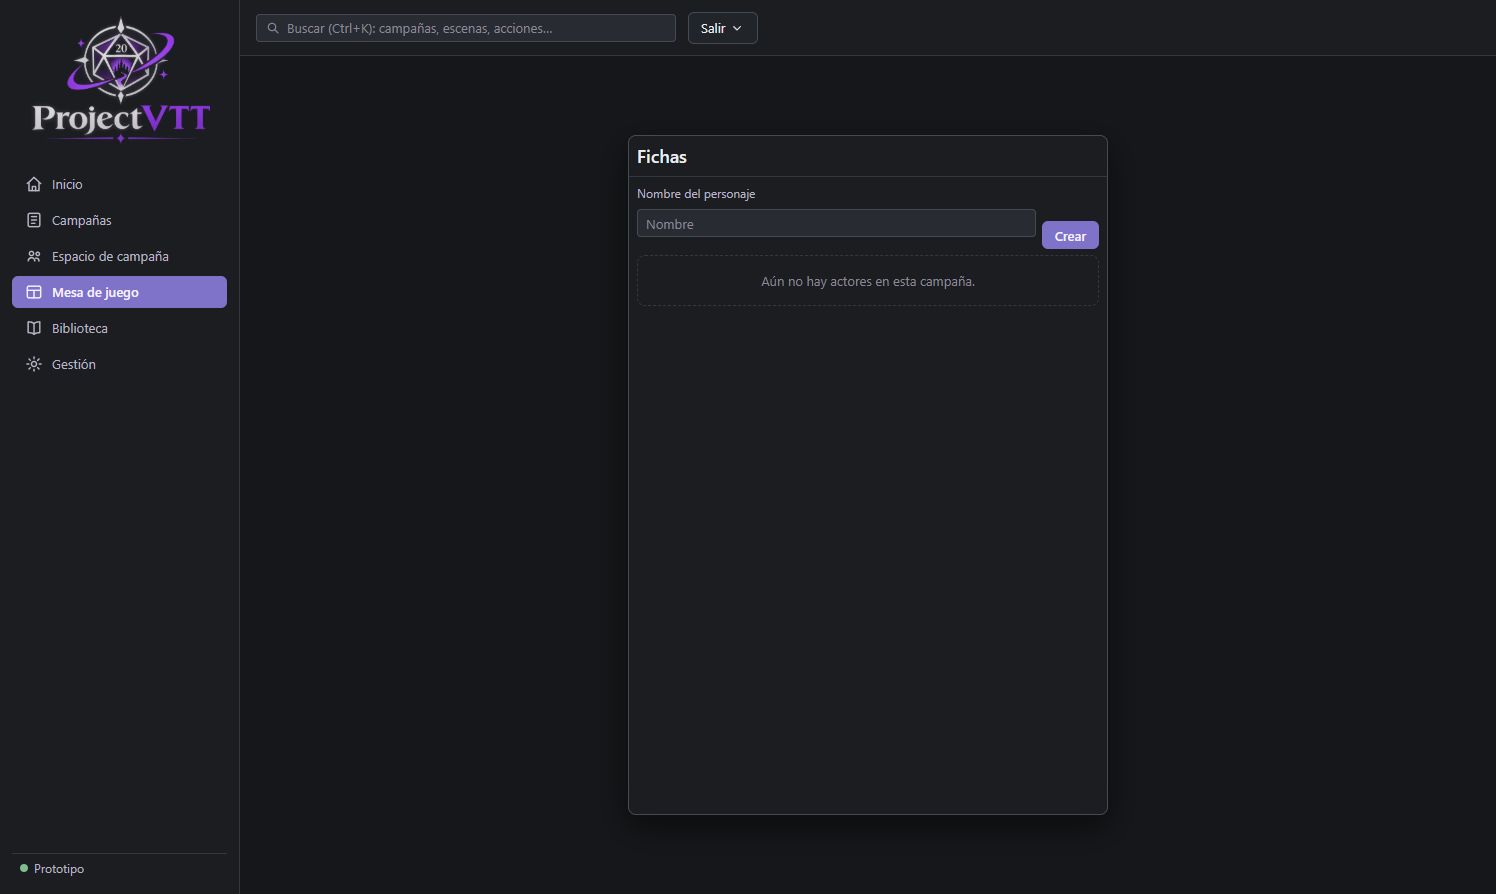 20
ProjectVTT
Inicio
Campañas
Espacio de campaña
Mesa de juego
Biblioteca
Gestión
Prototipo
Buscar (Ctrl+K): campañas, escenas, acciones...
Salir
Fichas
Nombre del personaje
Nombre
Crear
Aún no hay actores en esta campaña.